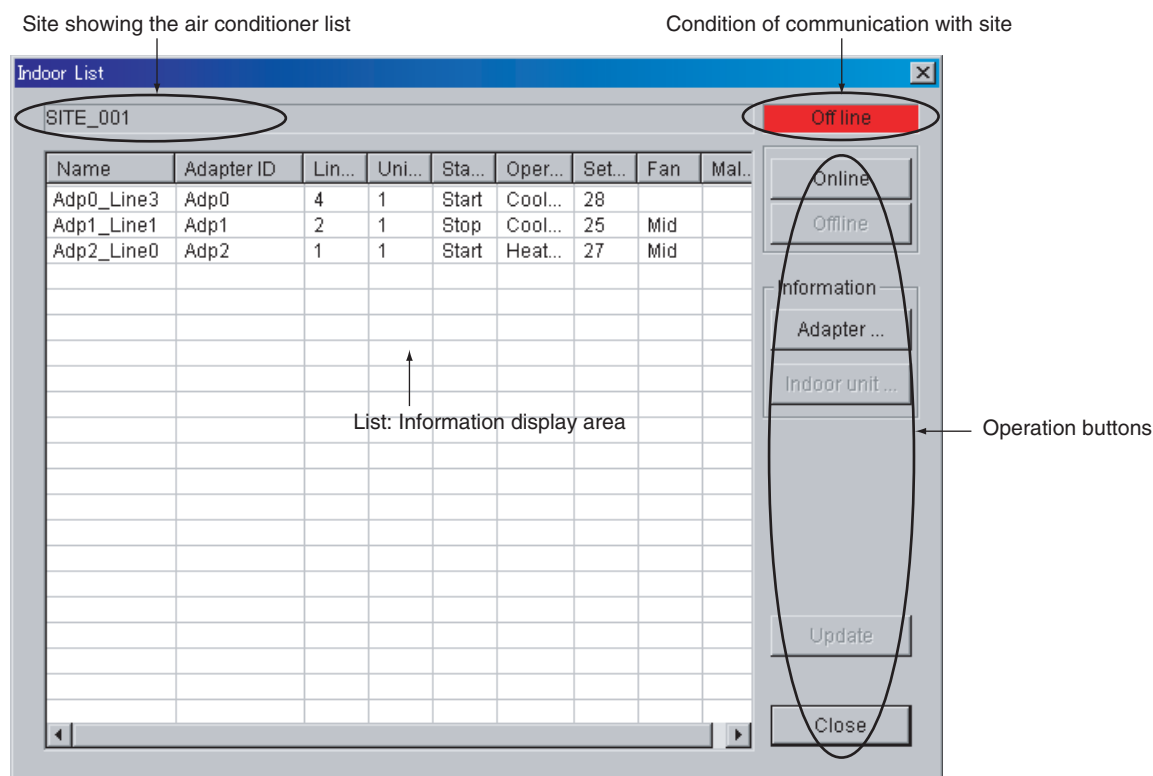 Site showing the air conditioner list
Condition of communication with site
Indoor List
SITE_001
Off line
Name Adapter ID Lin... Uni... Sta... Oper... Set... Fan Mal..
Adp0_Line3 Adp0 4 1 Start Cool... 28
Adp1_Line1 Adp1 2 1 Stop Cool... 25 Mid
Adp2_Line0 Adp2 1 1 Start Heat... 27 Mid
Online
Offline
Information
Adapter ...
Indoor unit ...
List: Information display area
Operation buttons
Update
Close